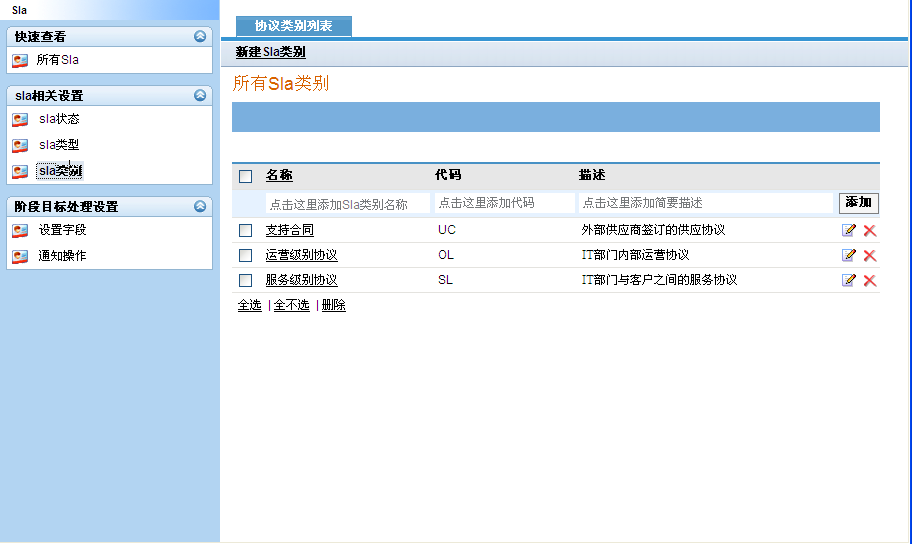 Sla
快速查看
所有Sla
sla相关设置
sla状态
sla类型
sla类别
阶段目标处理设置
设置字段
通知操作
协议类别列表
新建Sla类别
所有Sla类别
名称 代码 描述
点击这里添加Sla类别名称 点击这里添加代码 点击这里添加简要描述 添加
支持合同 UC 外部供应商签订的供应协议
运营级别协议 OL IT部门内部运营协议
服务级别协议 SL IT部门与客户之间的服务协议
全选 | 全不选 | 删除